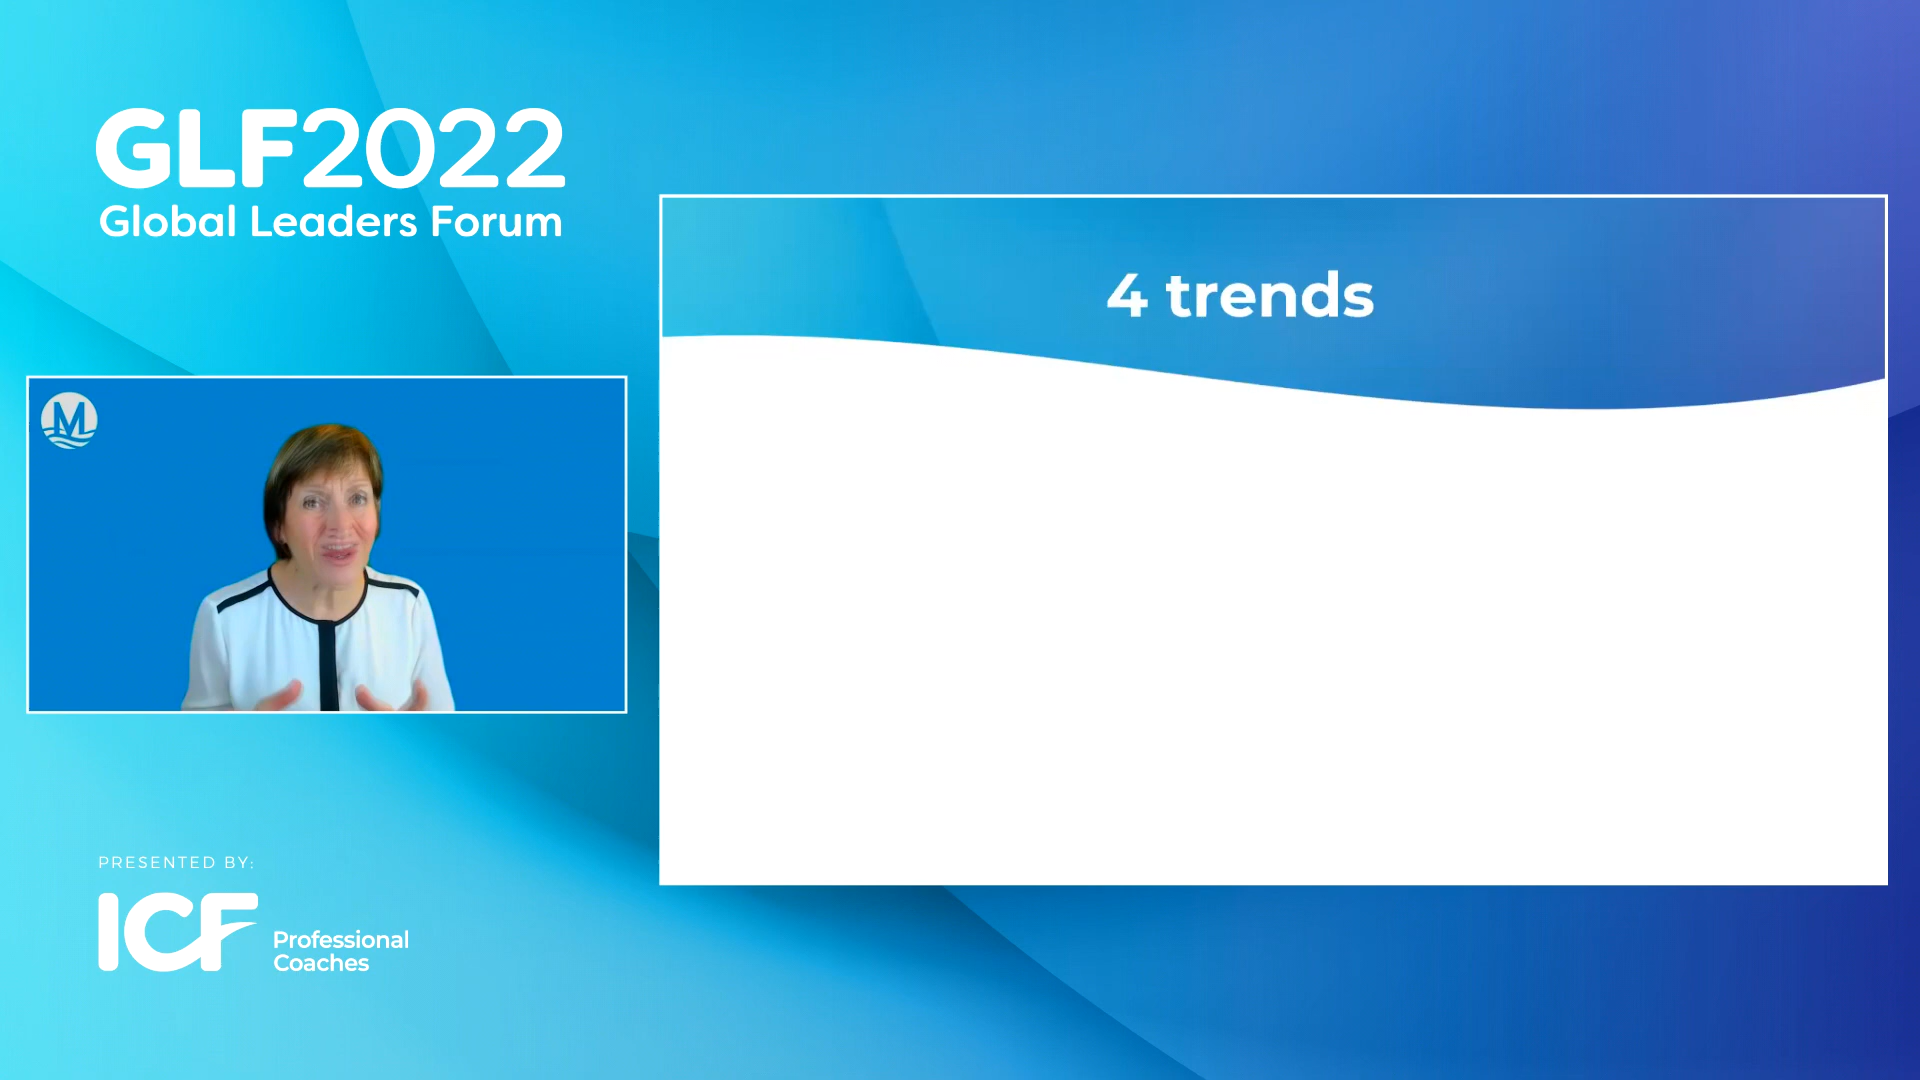 GLF2022
Global Leaders Forum
4 trends
M
PRESENTED BY:
ICF
Professional
Coaches